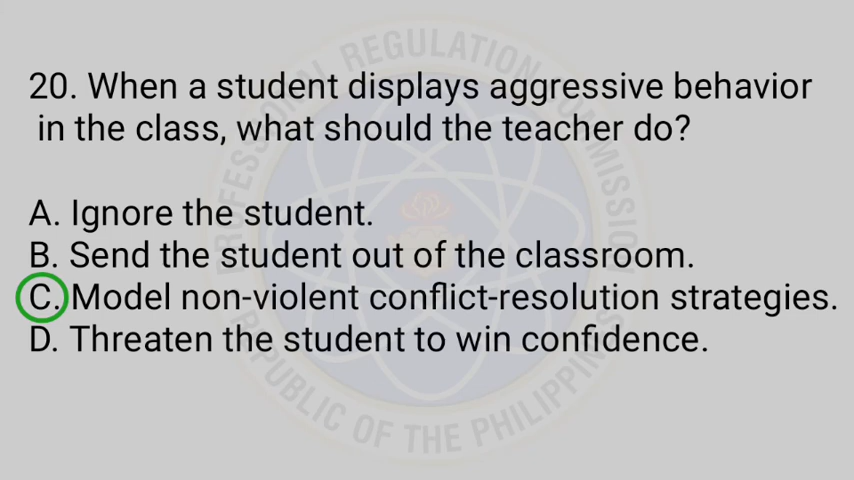 PROFESSIONAL REGULATION COMMISSION
20. When a student displays aggressive behavior
in the class, what should the teacher do?
A. Ignore the student.
B. Send the student out of the classroom.
C. Model non-violent conflict-resolution strategies.
D. Threaten the student to win confidence.
REPUBLIC OF THE PHILIPPINES